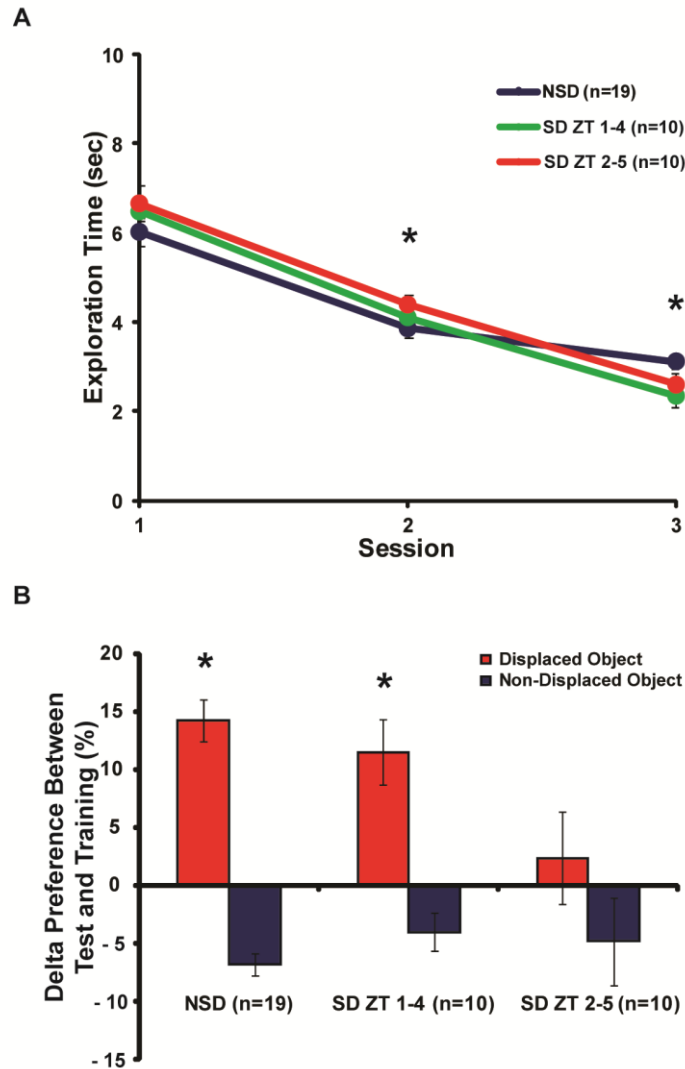 A
10
8
6
4
2
0
Exploration Time (sec)
NSD (n=19)
SD ZT 1-4 (n=10)
SD ZT 2-5 (n=10)
*
*
1
2
3
Session
B
20
15
10
5
0
- 5
- 10
- 15
Delta Preference Between
Test and Training (%)
Displaced Object
Non-Displaced Object
*
*
NSD (n=19)
SD ZT 1-4 (n=10)
SD ZT 2-5 (n=10)